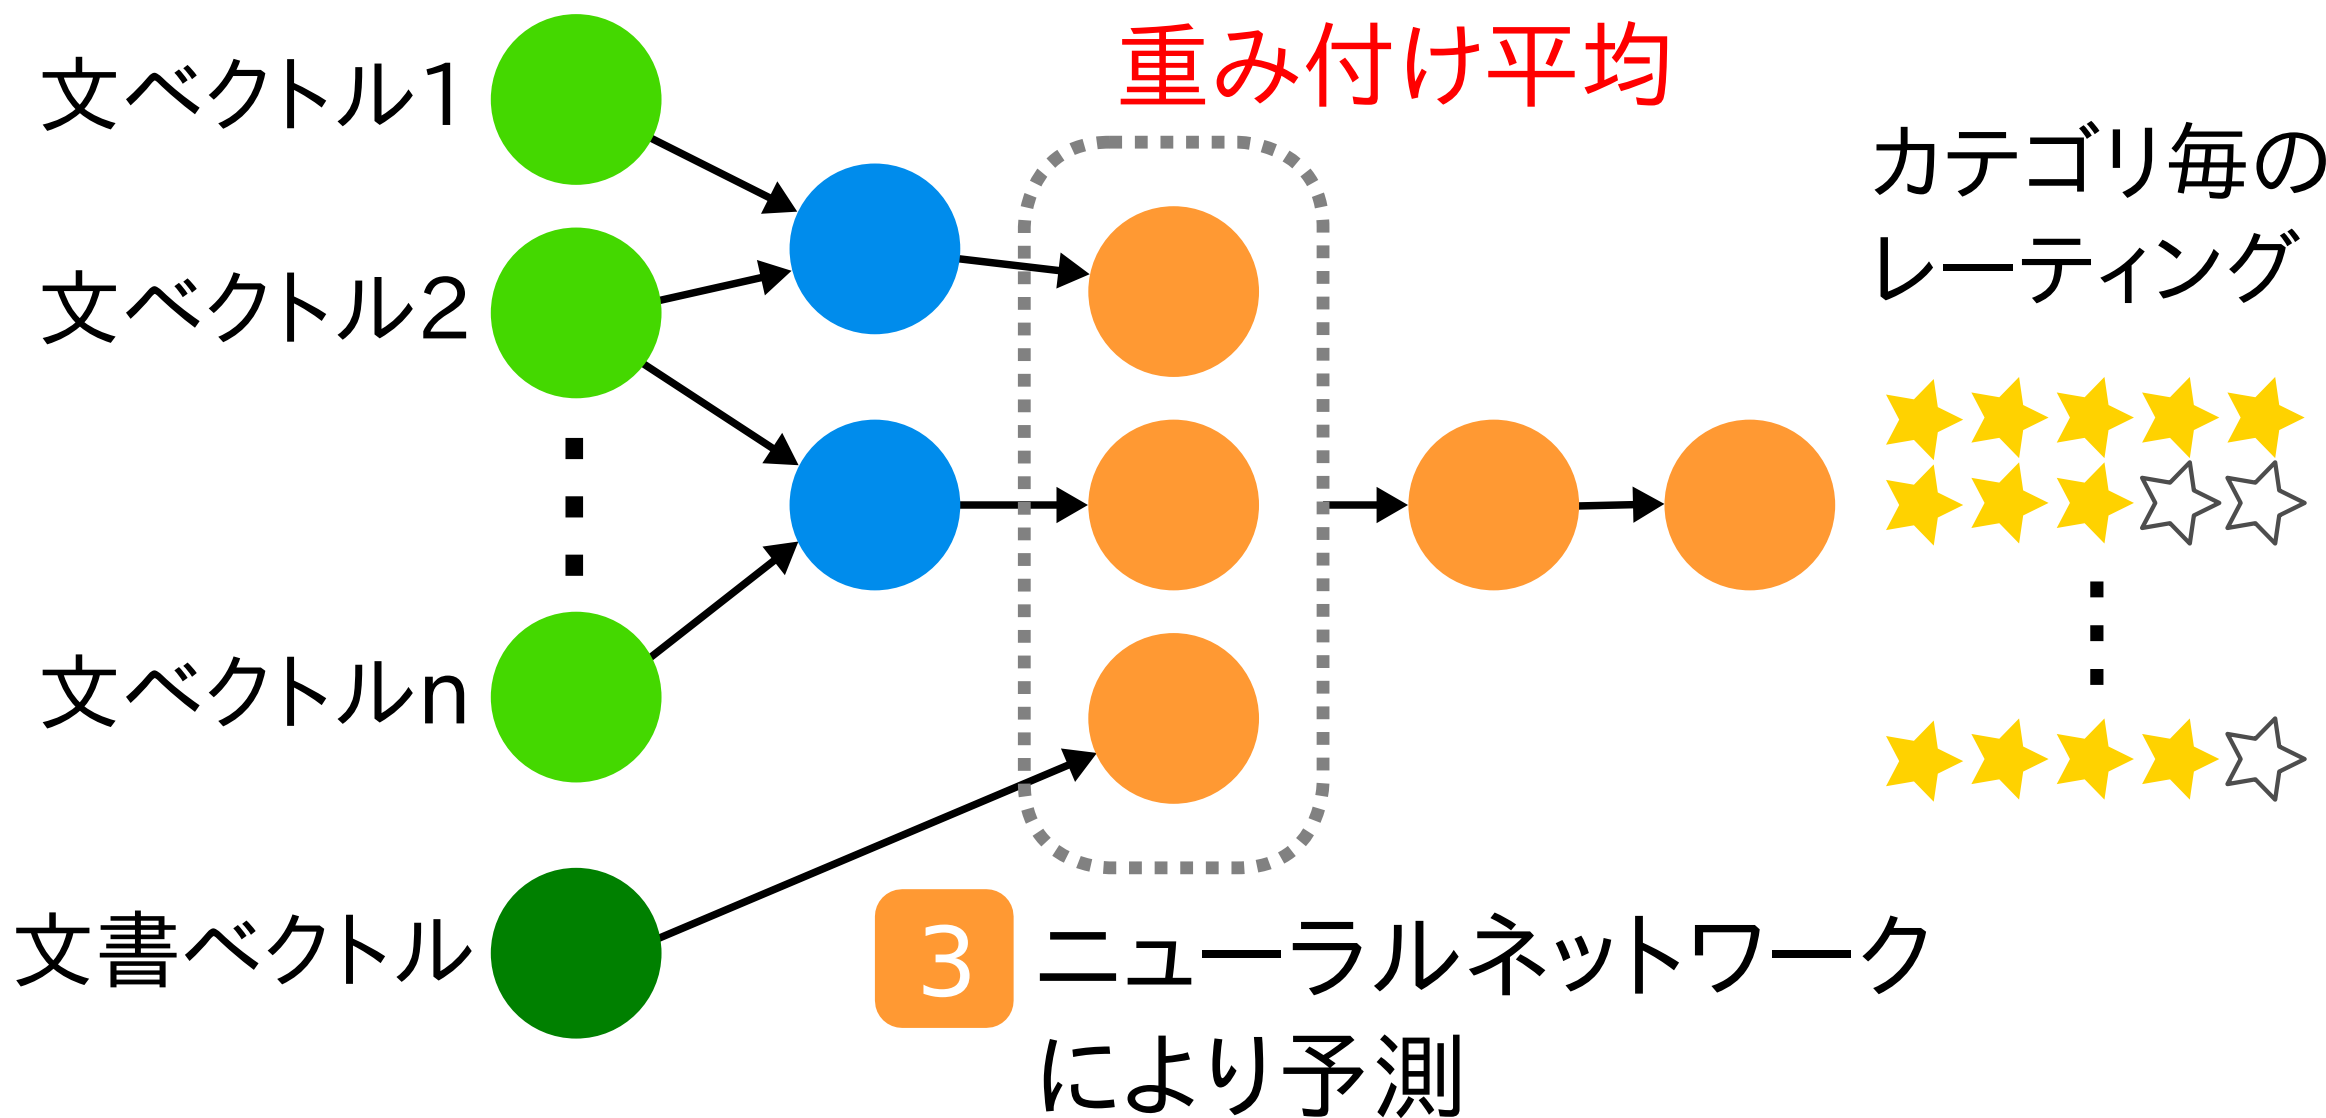 重み付け平均
文ベクトル1
文ベクトル2
文ベクトルn
文書ベクトル
カテゴリ毎の
レーティング
3 ニューラルネットワーク
により予測